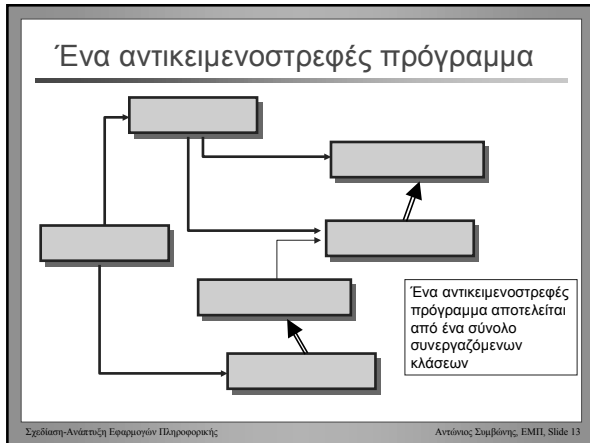 Ένα αντικειμενοστρεφές πρόγραμμα
Ένα αντικειμενοστρεφές
πρόγραμμα αποτελείται
από ένα σύνολο
συνεργαζόμενων
κλάσεων
Σχεδίαση-Ανάπτυξη Εφαρμογών Πληροφορικής
Αντώνιος Συμβώνης, ΕΜΠ, Slide 13